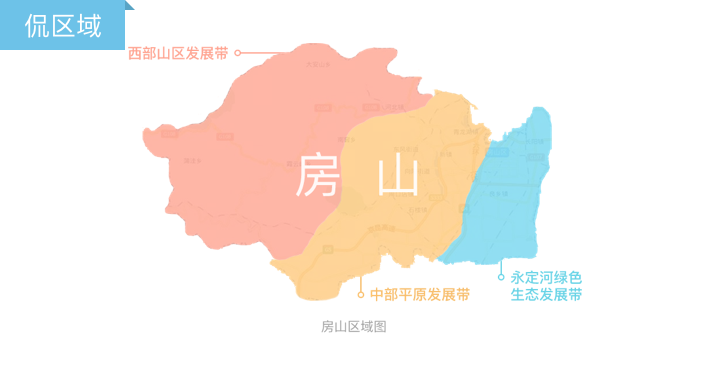 侃区域
西部山区发展带
房 山
中部平原发展带
永定河绿色
生态发展带
房山区域图